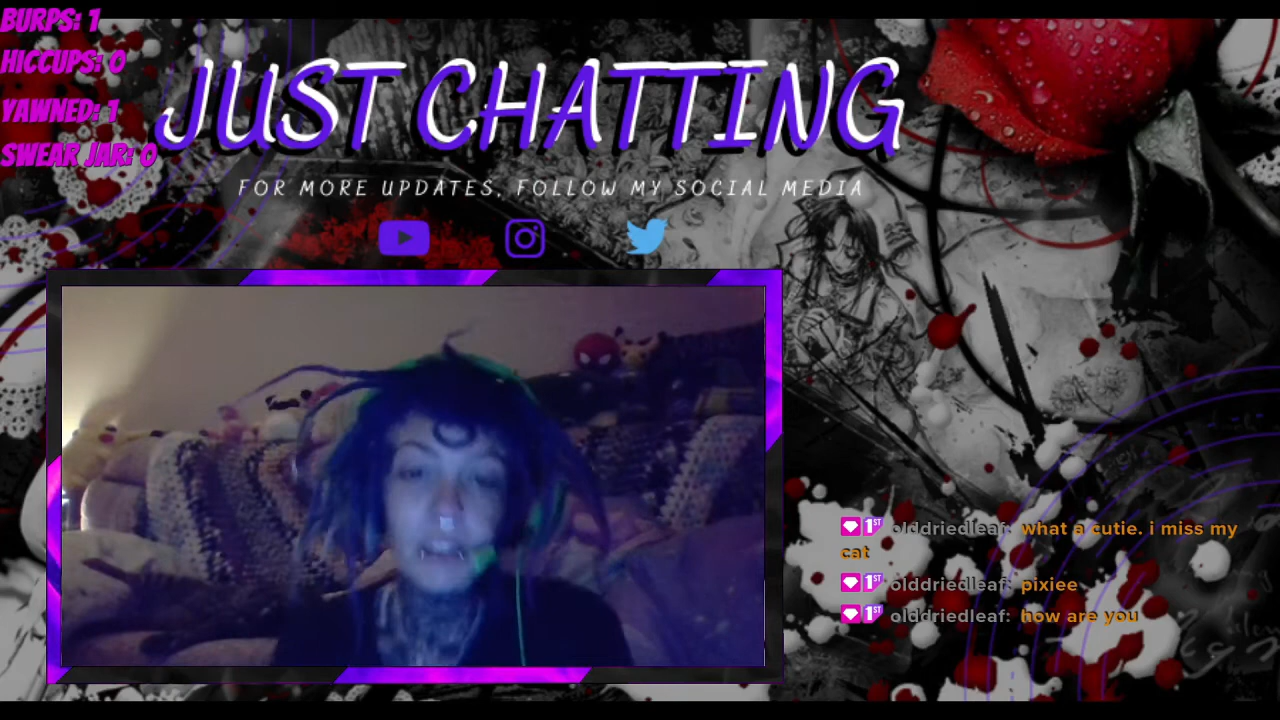 BURPS: 1
HICCUPS: 0
YAWNED: 1
SWEAR JAR: 0
JUST CHATTING
FOR MORE UPDATES, FOLLOW MY SOCIAL MEDIA
1ST olddriedleaf: what a cutie. i miss my
cat
1ST olddriedleaf: pixiee
1ST olddriedleaf: how are you